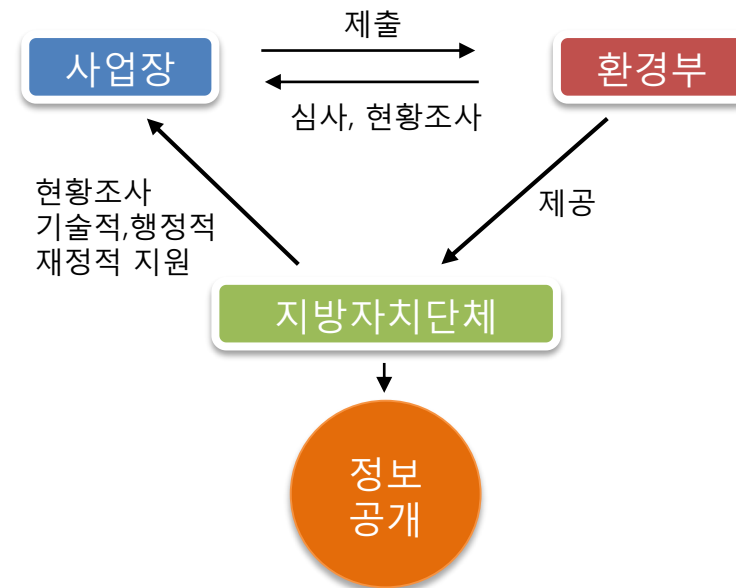 제출
사업장
환경부
심사, 현황조사
현황조사
기술적,행정적
재정적 지원
제공
지방자치단체
정보
공개